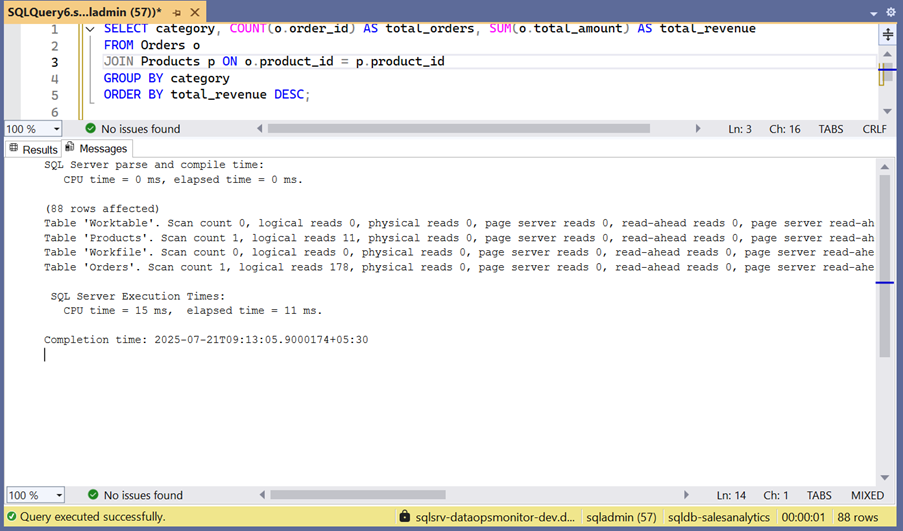 SQLQuery6.s...ladmin (57))*
1 SELECT category, COUNT(o.order_id) AS total_orders, SUM(o.total_amount) AS total_revenue
2 FROM Orders o
3 JOIN Products p ON o.product_id = p.product_id
4 GROUP BY category
5 ORDER BY total_revenue DESC;
6
100 % No issues found Ln: 3 Ch: 16 TABS CRLF
Results Messages
SQL Server parse and compile time:
CPU time = 0 ms, elapsed time = 0 ms.
(88 rows affected)
Table 'Worktable'. Scan count 0, logical reads 0, physical reads 0, page server reads 0, read-ahead reads 0, page server read-ah
Table 'Products'. Scan count 1, logical reads 11, physical reads 0, page server reads 0, read-ahead reads 0, page server read-ah
Table 'Workfile'. Scan count 0, logical reads 0, physical reads 0, page server reads 0, read-ahead reads 0, page server read-ahe
Table 'Orders'. Scan count 1, logical reads 178, physical reads 0, page server reads 0, read-ahead reads 0, page server read-ahe
SQL Server Execution Times:
CPU time = 15 ms, elapsed time = 11 ms.
Completion time: 2025-07-21T09:13:05.9000174+05:30
100 % No issues found Ln: 14 Ch: 1 TABS MIXED
Query executed successfully. sqlsrv-dataopsmonitor-dev.d... sqladmin (57) sqldb-salesanalytics 00:00:01 88 rows